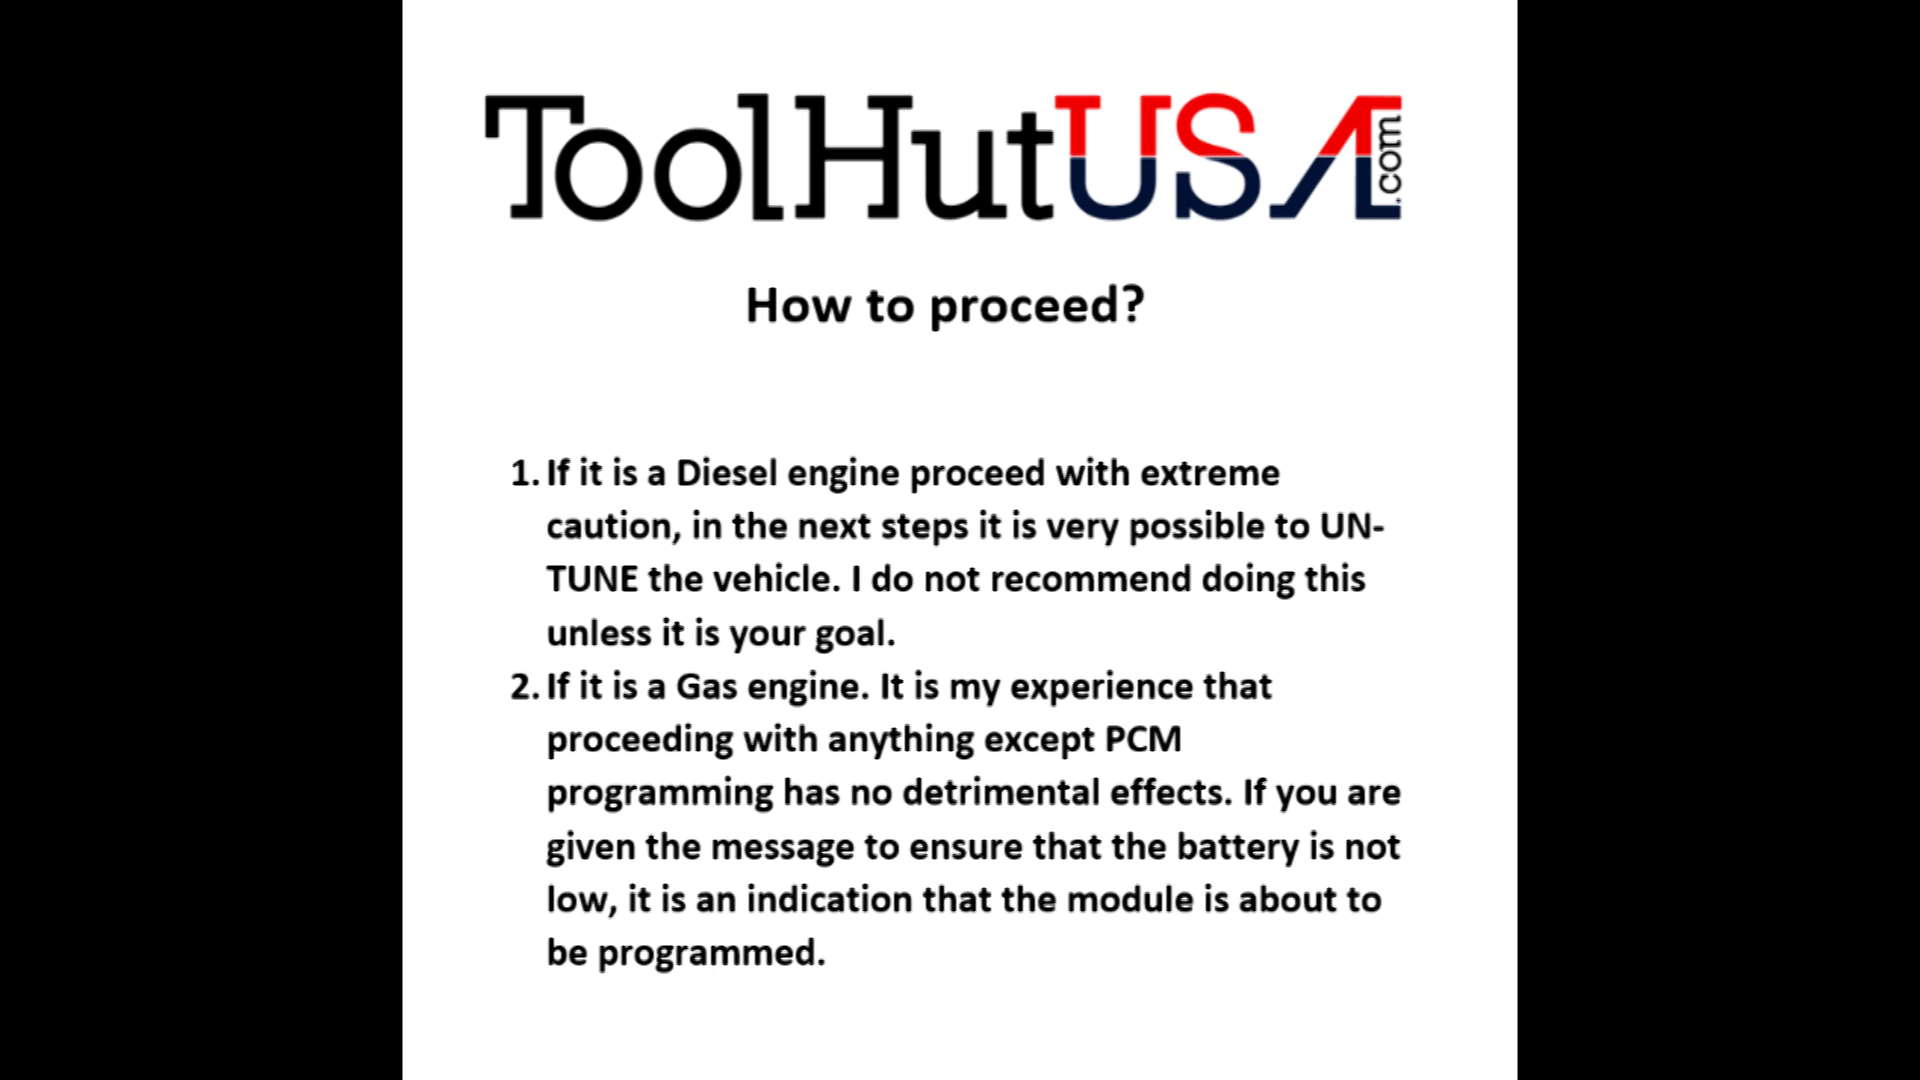 ToolHutUSA.com
How to proceed?
1. If it is a Diesel engine proceed with extreme
caution, in the next steps it is very possible to UN-
TUNE the vehicle. I do not recommend doing this
unless it is your goal.
2. If it is a Gas engine. It is my experience that
proceeding with anything except PCM
programming has no detrimental effects. If you are
given the message to ensure that the battery is not
low, it is an indication that the module is about to
be programmed.